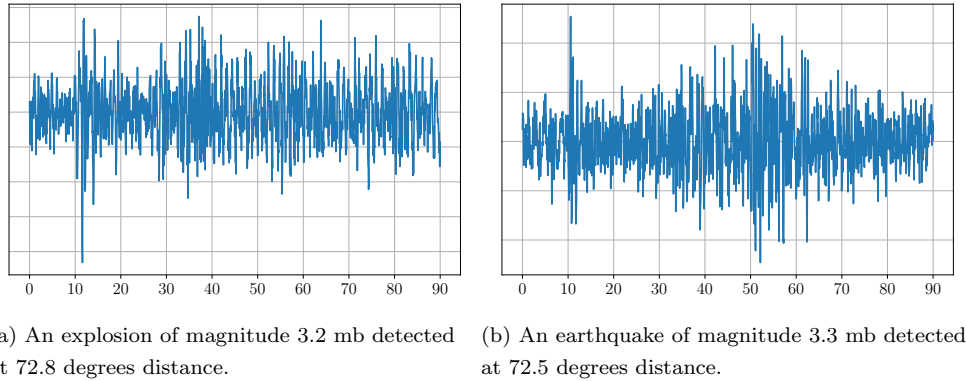 0 10 20 30 40 50 60 70 80 90
0 10 20 30 40 50 60 70 80 90
a) An explosion of magnitude 3.2 mb detected
t 72.8 degrees distance.
(b) An earthquake of magnitude 3.3 mb detected
at 72.5 degrees distance.